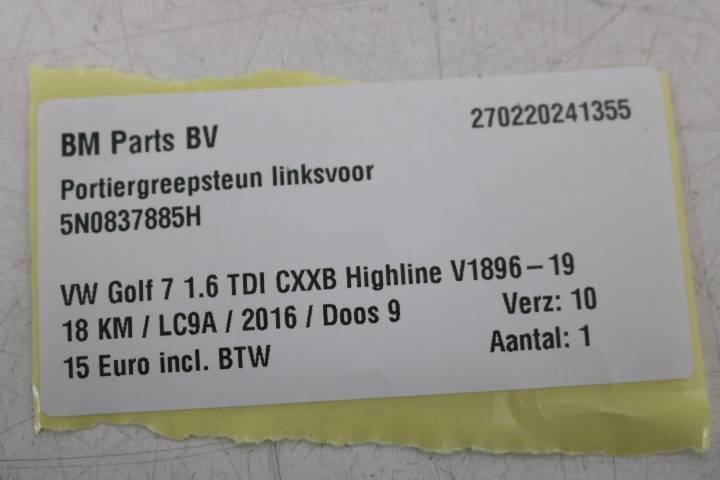 BM Parts BV 270220241355
Portiergreepsteun linksvoor
5N0837885H
VW Golf 7 1.6 TDI CXXB Highline V1896-19
18 KM / LC9A / 2016 / Doos 9 Verz: 10
15 Euro incl. BTW Aantal: 1